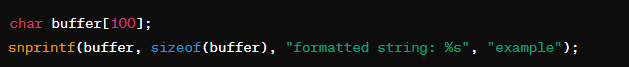 char buffer[100];
snprintf(buffer, sizeof(buffer), "formatted string: %s", "example");